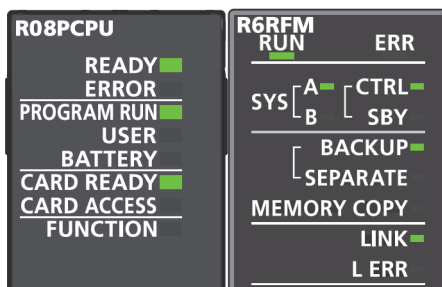 R08PCPU
READY
ERROR
PROGRAM RUN
USER
BATTERY
CARD READY
CARD ACCESS
FUNCTION
R6RFM
RUN ERR
SYS A CTRL
B SBY
BACKUP
SEPARATE
MEMORY COPY
LINK
L ERR